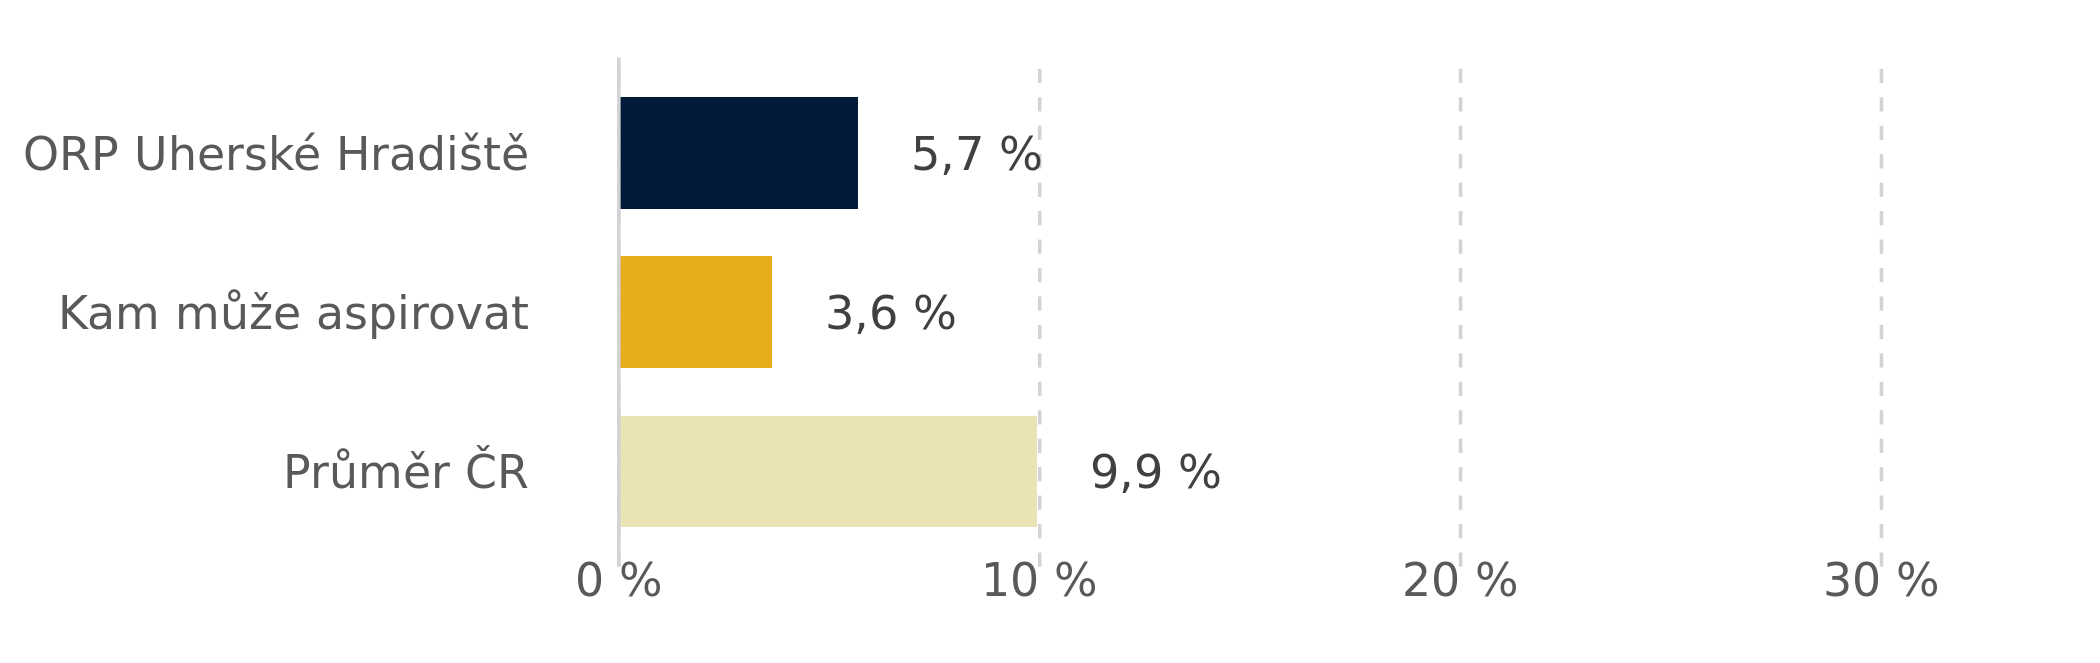 ORP Uherské Hradiště
5,7 %
Kam může aspirovat
3,6 %
Průměr ČR
9,9 %
0 %
10 %
20 %
30 %